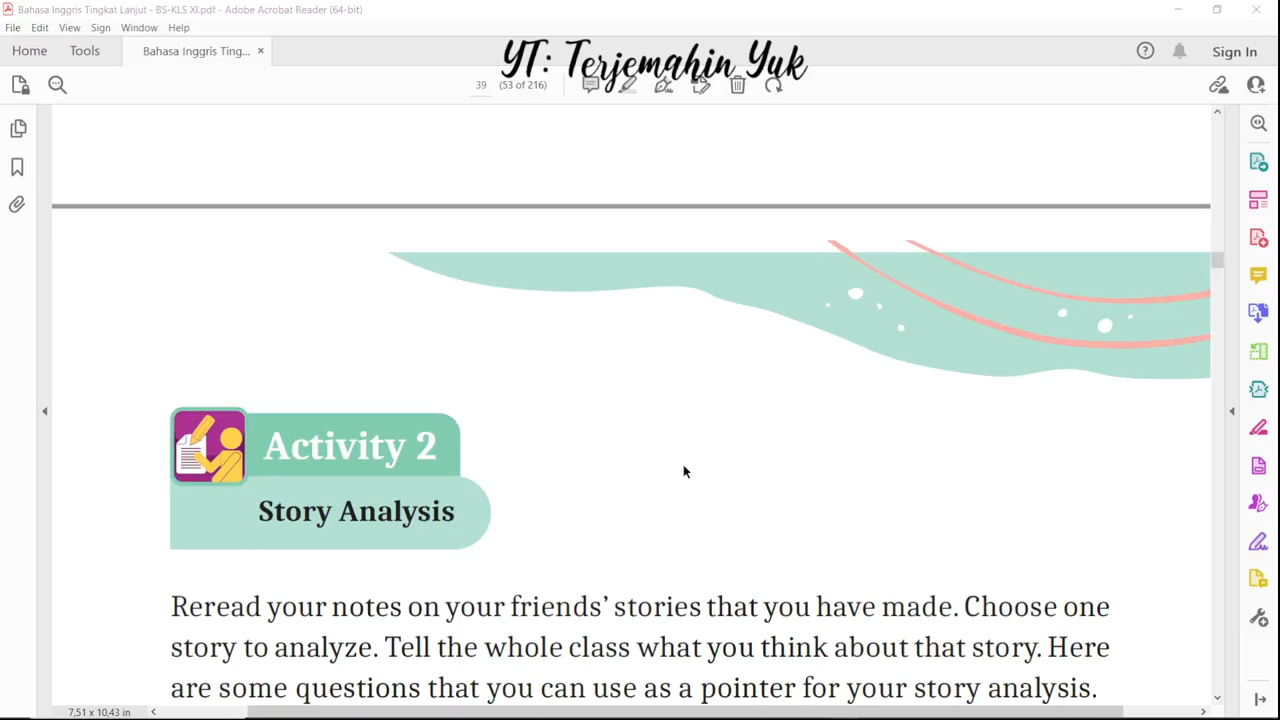 Bahasa Inggris Tingkat Lanjut - BS-KLS XI.pdf - Adobe Acrobat Reader (64-bit)
File Edit View Sign Window Help
Home Tools Bahasa Inggris Ting... × Sign In
YT: Terjemahin Yuk
39 (53 of 216)
Activity 2
Story Analysis
Reread your notes on your friends’ stories that you have made. Choose one
story to analyze. Tell the whole class what you think about that story. Here
are some questions that you can use as a pointer for your story analysis.
7,51 x 10,43 in